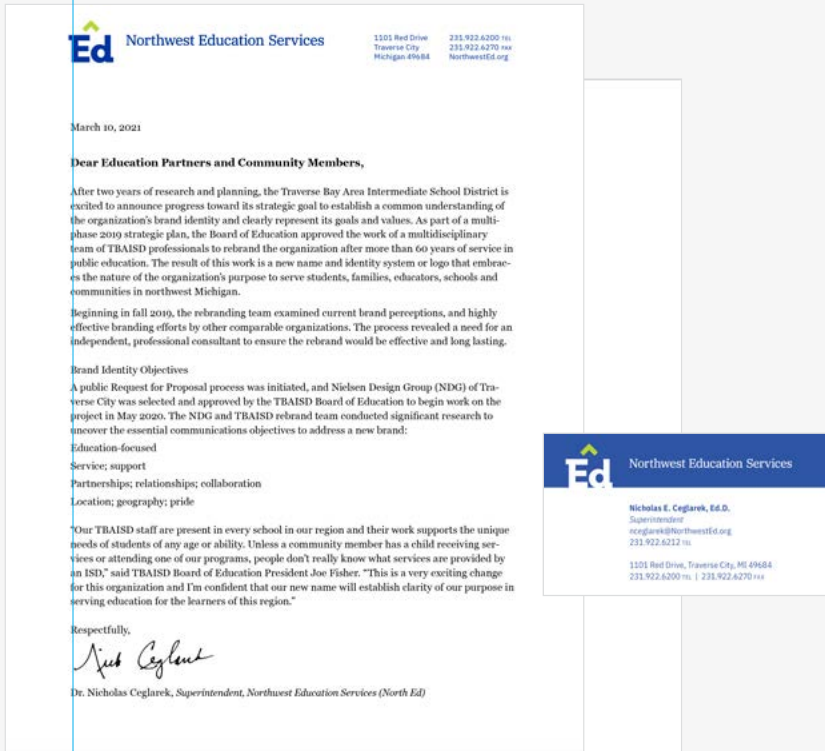 Ed Northwest Education Services
1101 Red Drive
Traverse City
Michigan 49684
231.922.6200 TEL
231.922.6270 FAX
NorthwestEd.org
March 10, 2021
Dear Education Partners and Community Members,
After two years of research and planning, the Traverse Bay Area Intermediate School District is
excited to announce progress toward its strategic goal to establish a common understanding of
the organization's brand identity and clearly represent its goals and values. As part of a multi-
phase 2019 strategic plan, the Board of Education approved the work of a multidisciplinary
team of TBAISD professionals to rebrand the organization after more than 60 years of service in
public education. The result of this work is a new name and identity system or logo that embrac-
es the nature of the organization's purpose to serve students, families, educators, schools and
communities in northwest Michigan.
Beginning in fall 2019, the rebranding team examined current brand perceptions, and highly
effective branding efforts by other comparable organizations. The process revealed a need for an
independent, professional consultant to ensure the rebrand would be effective and long lasting.
Brand Identity Objectives
A public Request for Proposal process was initiated, and Nielsen Design Group (NDG) of Tra-
verse City was selected and approved by the TBAISD Board of Education to begin work on the
project in May 2020. The NDG and TBAISD rebrand team conducted significant research to
uncover the essential communications objectives to address a new brand:
Education-focused
Service; support
Partnerships; relationships; collaboration
Location; geography; pride
"Our TBAISD staff are present in every school in our region and their work supports the unique
needs of students of any age or ability. Unless a community member has a child receiving ser-
vices or attending one of our programs, people don't really know what services are provided by
an ISD," said TBAISD Board of Education President Joe Fisher. "This is a very exciting change
for this organization and I'm confident that our new name will establish clarity of our purpose in
serving education for the learners of this region."
Respectfully,
Nick Ceglarek
Dr. Nicholas Ceglarek, Superintendent, Northwest Education Services (North Ed)
Ed Northwest Education Services
Nicholas E. Ceglarek, Ed.D.
Superintendent
nceglarek@NorthwestEd.org
231.922.6212 TEL
1101 Red Drive, Traverse City, MI 49684
231.922.6200 TEL | 231.922.6270 FAX